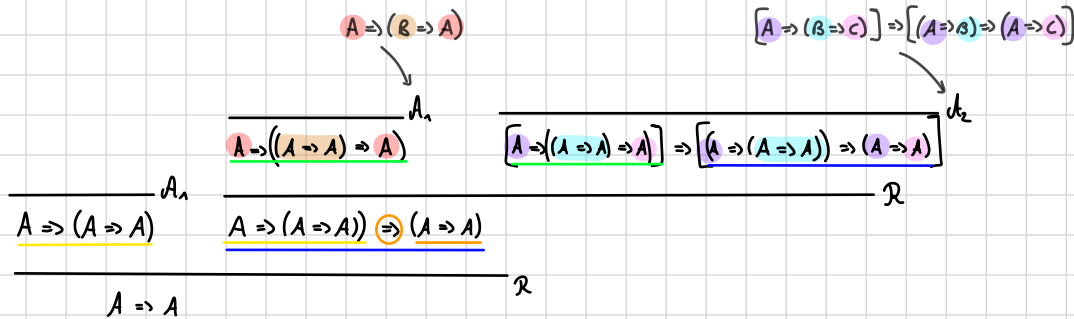 A => (B => A) [A => (B => C)] => [(A => B) => (A => C)]
A₁ A₂
A => ((A => A) => A) [A => ((A => A) => A)] => [(A => (A => A)) => (A => A)]
A₁ R
A => (A => A) A => (A => A)) => (A => A)
R
A => A